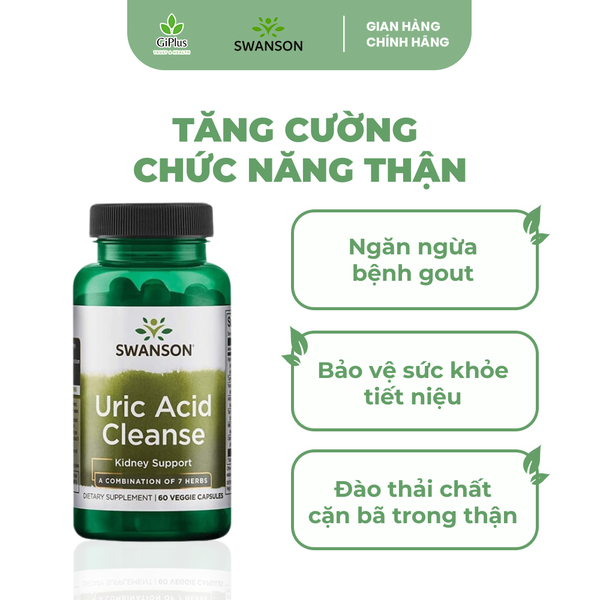 GiPlus
TRUST & HEALTH
SWANSON
GIAN HÀNG
CHÍNH HÃNG
TĂNG CƯỜNG
CHỨC NĂNG THẬN
Ngăn ngừa
bệnh gout
Bảo vệ sức khỏe
tiết niệu
Đào thải chất
cặn bã trong thận
SWANSON
Uric Acid
Cleanse
Kidney Support
A COMBINATION OF 7 HERBS
DIETARY SUPPLEMENT | 60 VEGGIE CAPSULES